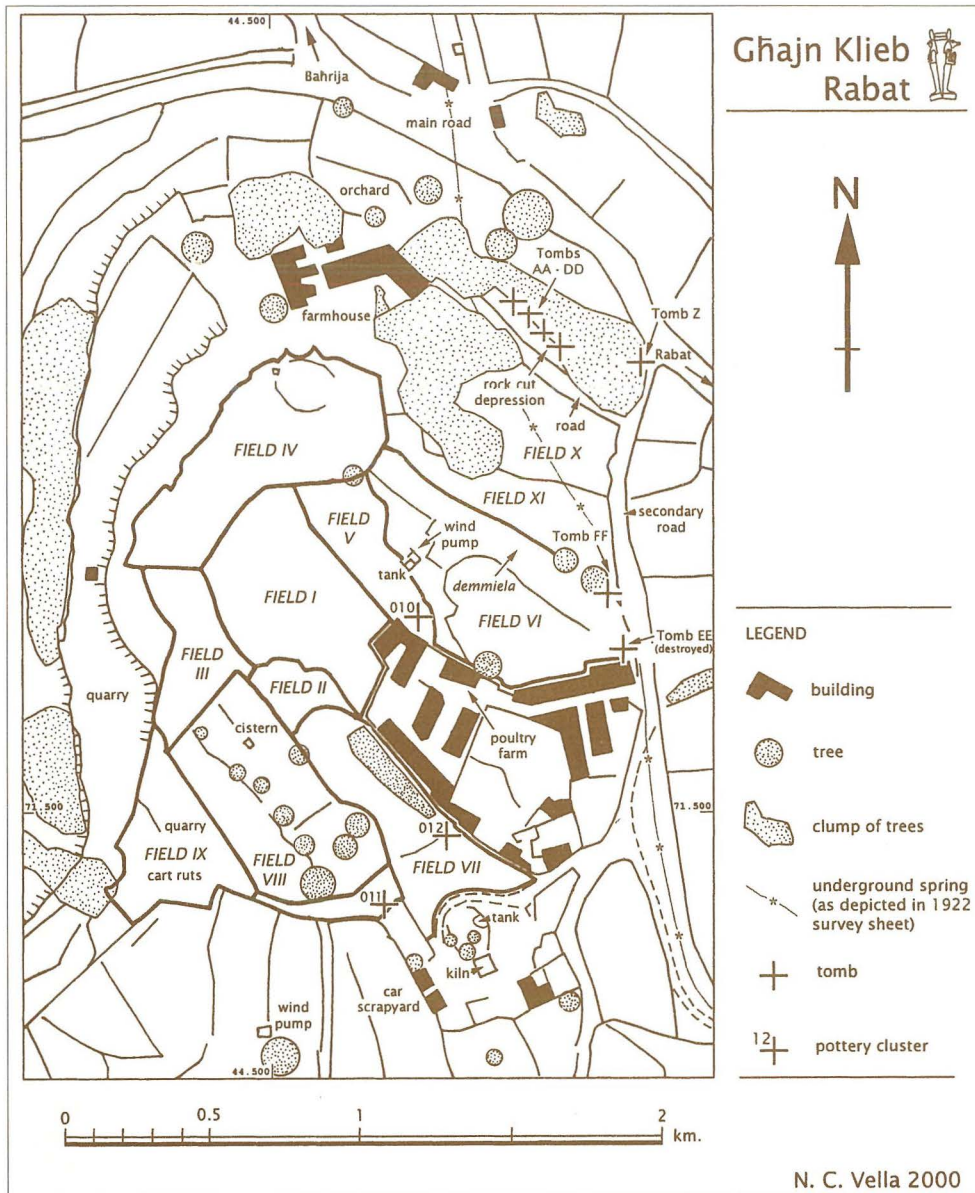 Għajn Klieb
Rabat
44.500
Baħrija
main road
orchard
Tombs
AA - DD
farmhouse
Tomb Z
Rabat
rock cut
depression
road
N
FIELD IV
FIELD X
FIELD XI
secondary
road
FIELD
V
wind
pump
tank
Tomb FF
demmiela
FIELD I
010
FIELD VI
Tomb EE
(destroyed)
FIELD
III
FIELD II
quarry
cistern
poultry
farm
71.500
71.500
012
quarry
FIELD IX
cart ruts
FIELD
VIII
FIELD VII
011
tank
kiln
car
scrapyard
wind
pump
44.500
LEGEND
building
tree
clump of trees
underground spring
(as depicted in 1922
survey sheet)
tomb
12
pottery cluster
0
0.5
1
2
km.
N. C. Vella 2000